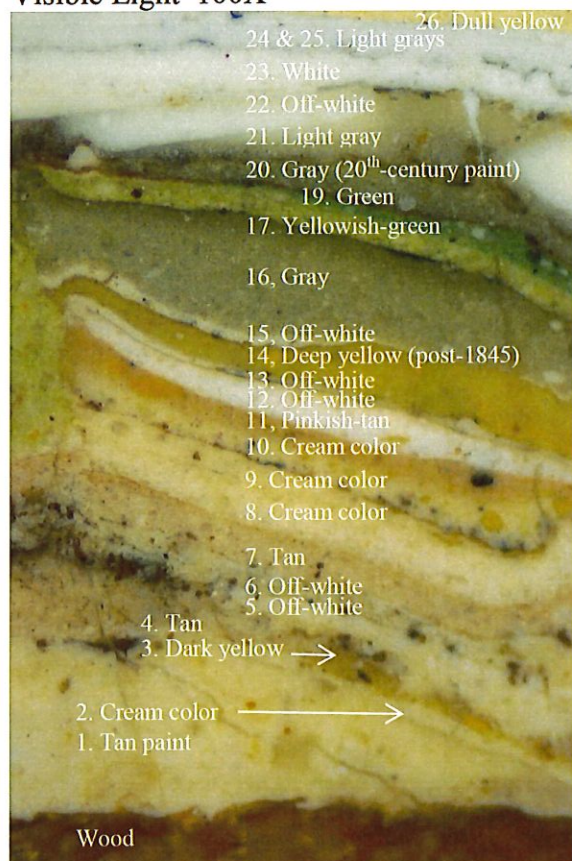 Visible Light 100X
26. Dull yellow
24 & 25. Light grays
23. White
22. Off-white
21. Light gray
20. Gray (20th-century paint)
19. Green
17. Yellowish-green
16, Gray
15, Off-white
14, Deep yellow (post-1845)
13. Off-white
12. Off-white
11, Pinkish-tan
10. Cream color
9. Cream color
8. Cream color
7. Tan
6. Off-white
5. Off-white
4. Tan
3. Dark yellow
2. Cream color
1. Tan paint
Wood